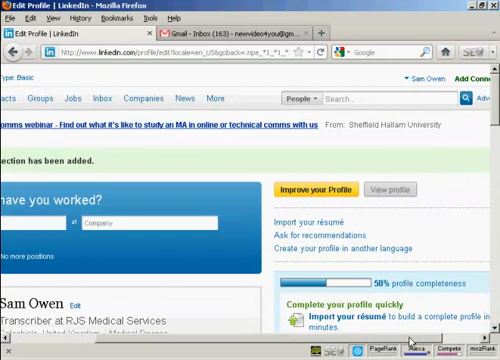 Edit Profile | LinkedIn - Mozilla Firefox
File Edit View History Bookmarks Tools Help
Edit Profile | LinkedIn
Gmail - Inbox (163) - newvideo4you@gm...
http://www.linkedin.com/profile/edit?locale=en_US&goback=.npe_*1_*1_*
Google
Type: Basic
Sam Owen
Add Conne
acts Groups Jobs Inbox Companies News More
People
Search...
Adv
comms webinar - Find out what it's like to study an MA in online or technical comms with us From: Sheffield Hallam University
ection has been added.
have you worked?
at Company
No more positions
Improve your Profile
View profile
Import your résumé
Ask for recommendations
Create your profile in another language
50% profile completeness
Complete your profile quickly
Import your résumé to build a complete profile in
minutes.
Sam Owen Edit
Transcriber at RJS Medical Services
PageRank
Alexa
Compete
mozRank